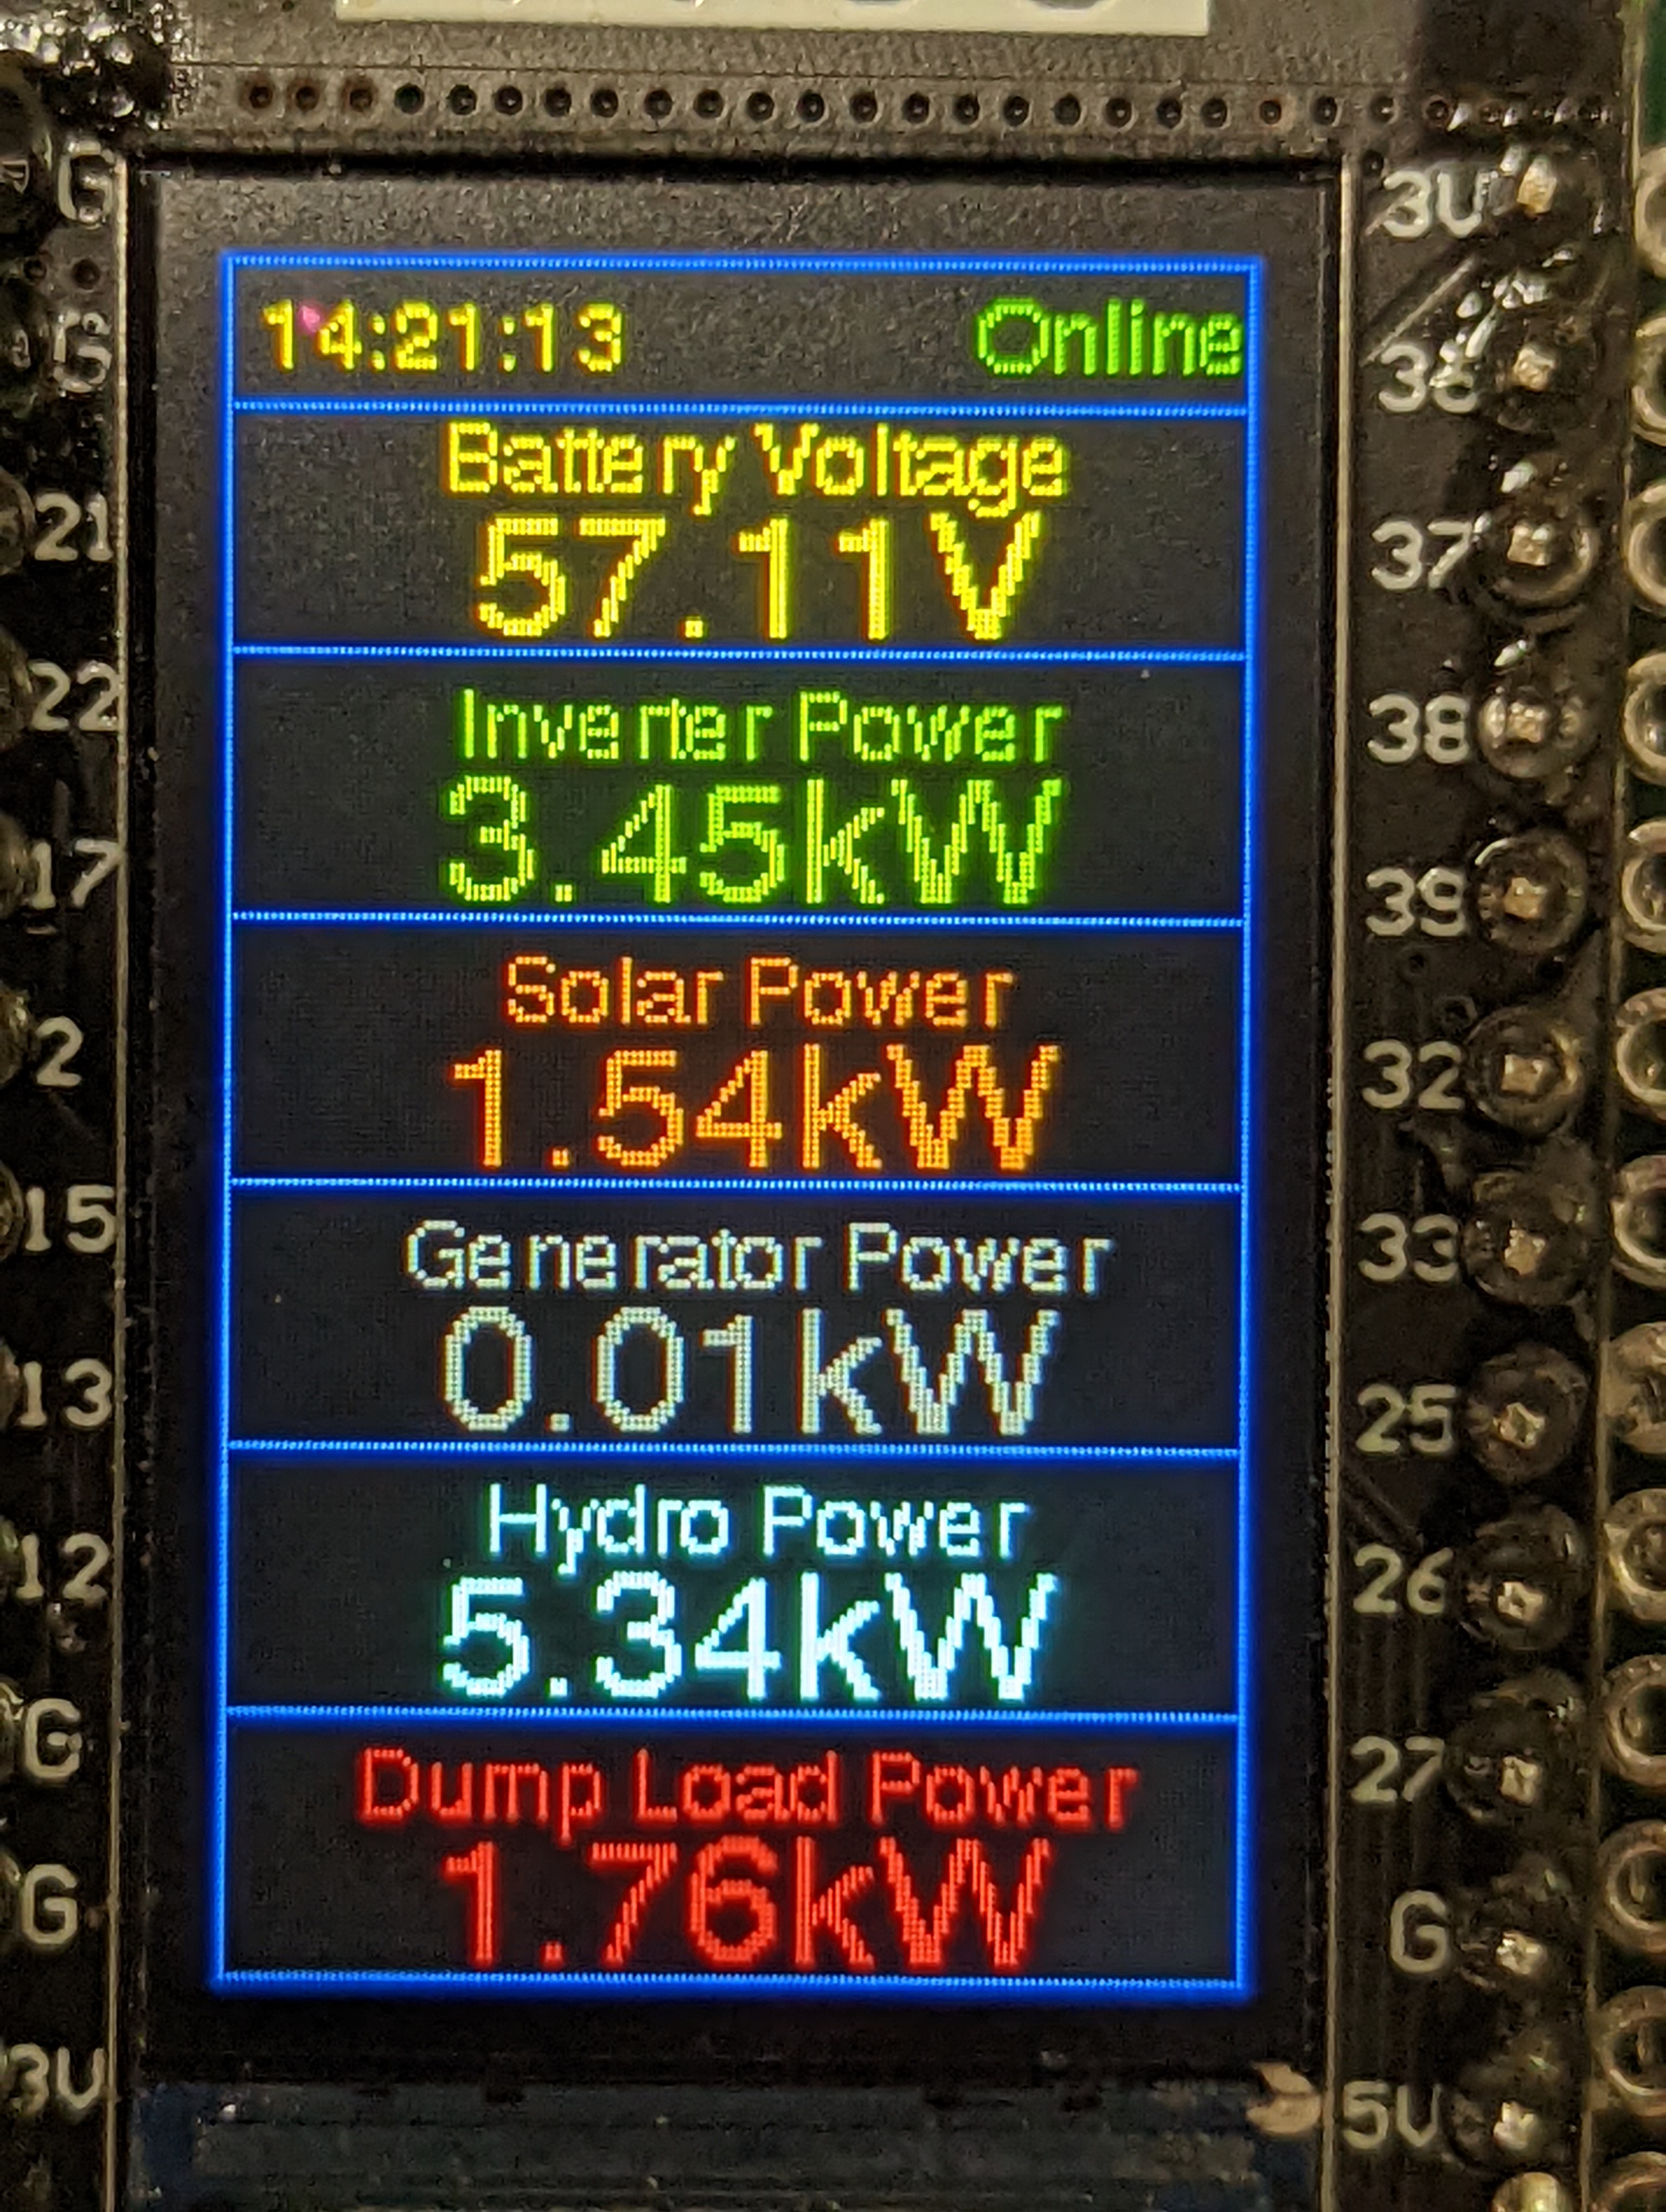 14:21:13 Online
Battery Voltage
57.11V
Inverter Power
3.45kW
Solar Power
1.54kW
Generator Power
0.01kW
Hydro Power
5.34kW
Dump Load Power
1.76kW
G
G
21
22
17
2
15
13
12
G
G
3V
3V
36
37
38
39
32
33
25
26
27
G
5V